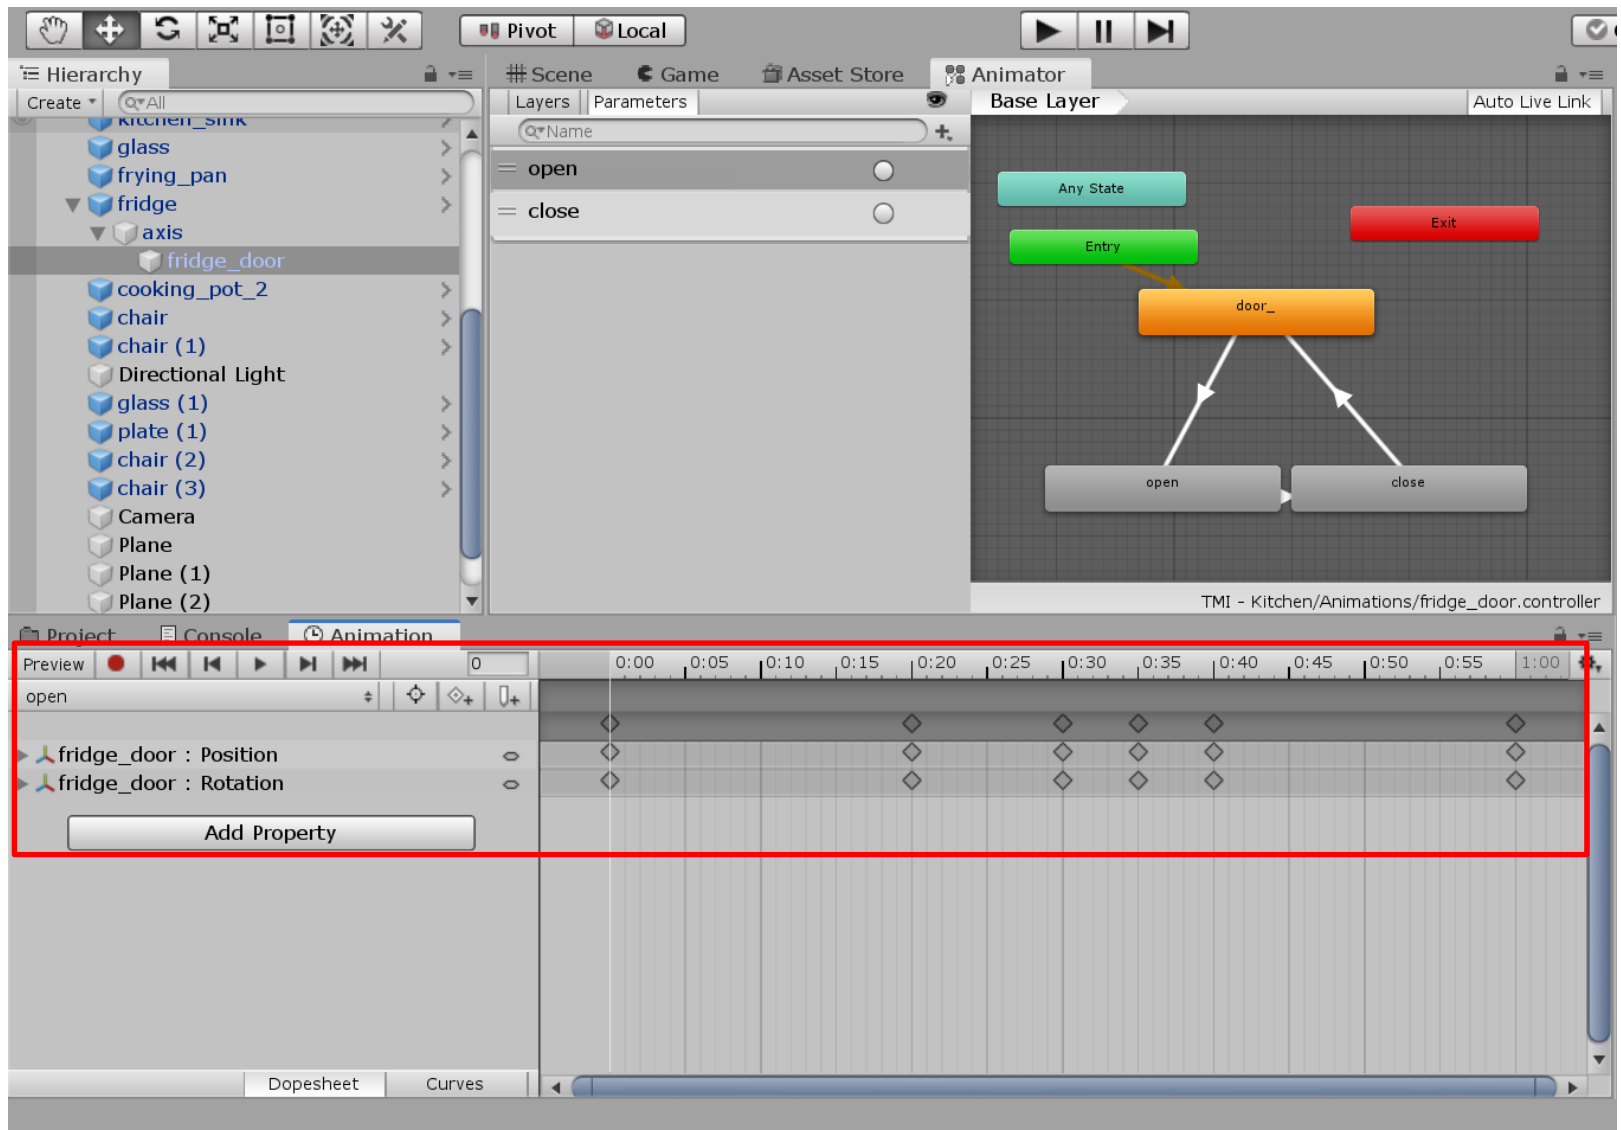 Pivot Local
Hierarchy
Scene Game Asset Store Animator
Create All
Layers Parameters
Base Layer Auto Live Link
kitchen_sink
Name
glass
frying_pan
fridge
axis
fridge_door
cooking_pot_2
chair
chair (1)
Directional Light
glass (1)
plate (1)
chair (2)
chair (3)
Camera
Plane
Plane (1)
Plane (2)
open
close
Any State
Exit
Entry
door_
open close
TMI - Kitchen/Animations/fridge_door.controller
Project Console Animation
Preview 0 0:00 0:05 0:10 0:15 0:20 0:25 0:30 0:35 0:40 0:45 0:50 0:55 1:00
open
fridge_door : Position
fridge_door : Rotation
Add Property
Dopesheet Curves